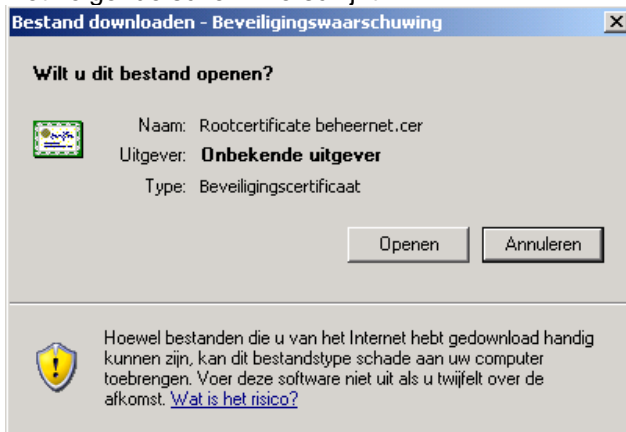 Bestand downloaden - Beveiligingswaarschuwing
Wilt u dit bestand openen?
Naam: Rootcertificate beheernet.cer
Uitgever: Onbekende uitgever
Type: Beveiligingscertificaat
Openen Annuleren
Hoewel bestanden die u van het Internet hebt gedownload handig
kunnen zijn, kan dit bestandstype schade aan uw computer
toebrengen. Voer deze software niet uit als u twijfelt over de
afkomst. Wat is het risico?